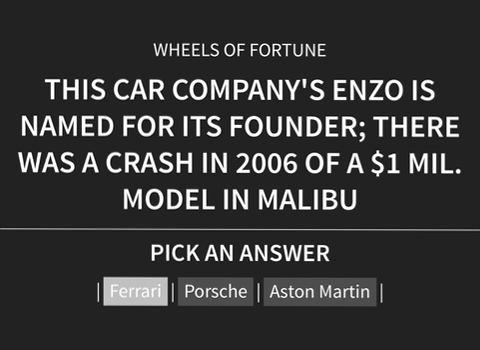 WHEELS OF FORTUNE
THIS CAR COMPANY'S ENZO IS
NAMED FOR ITS FOUNDER; THERE
WAS A CRASH IN 2006 OF A $1 MIL.
MODEL IN MALIBU
PICK AN ANSWER
| Ferrari | Porsche | Aston Martin |